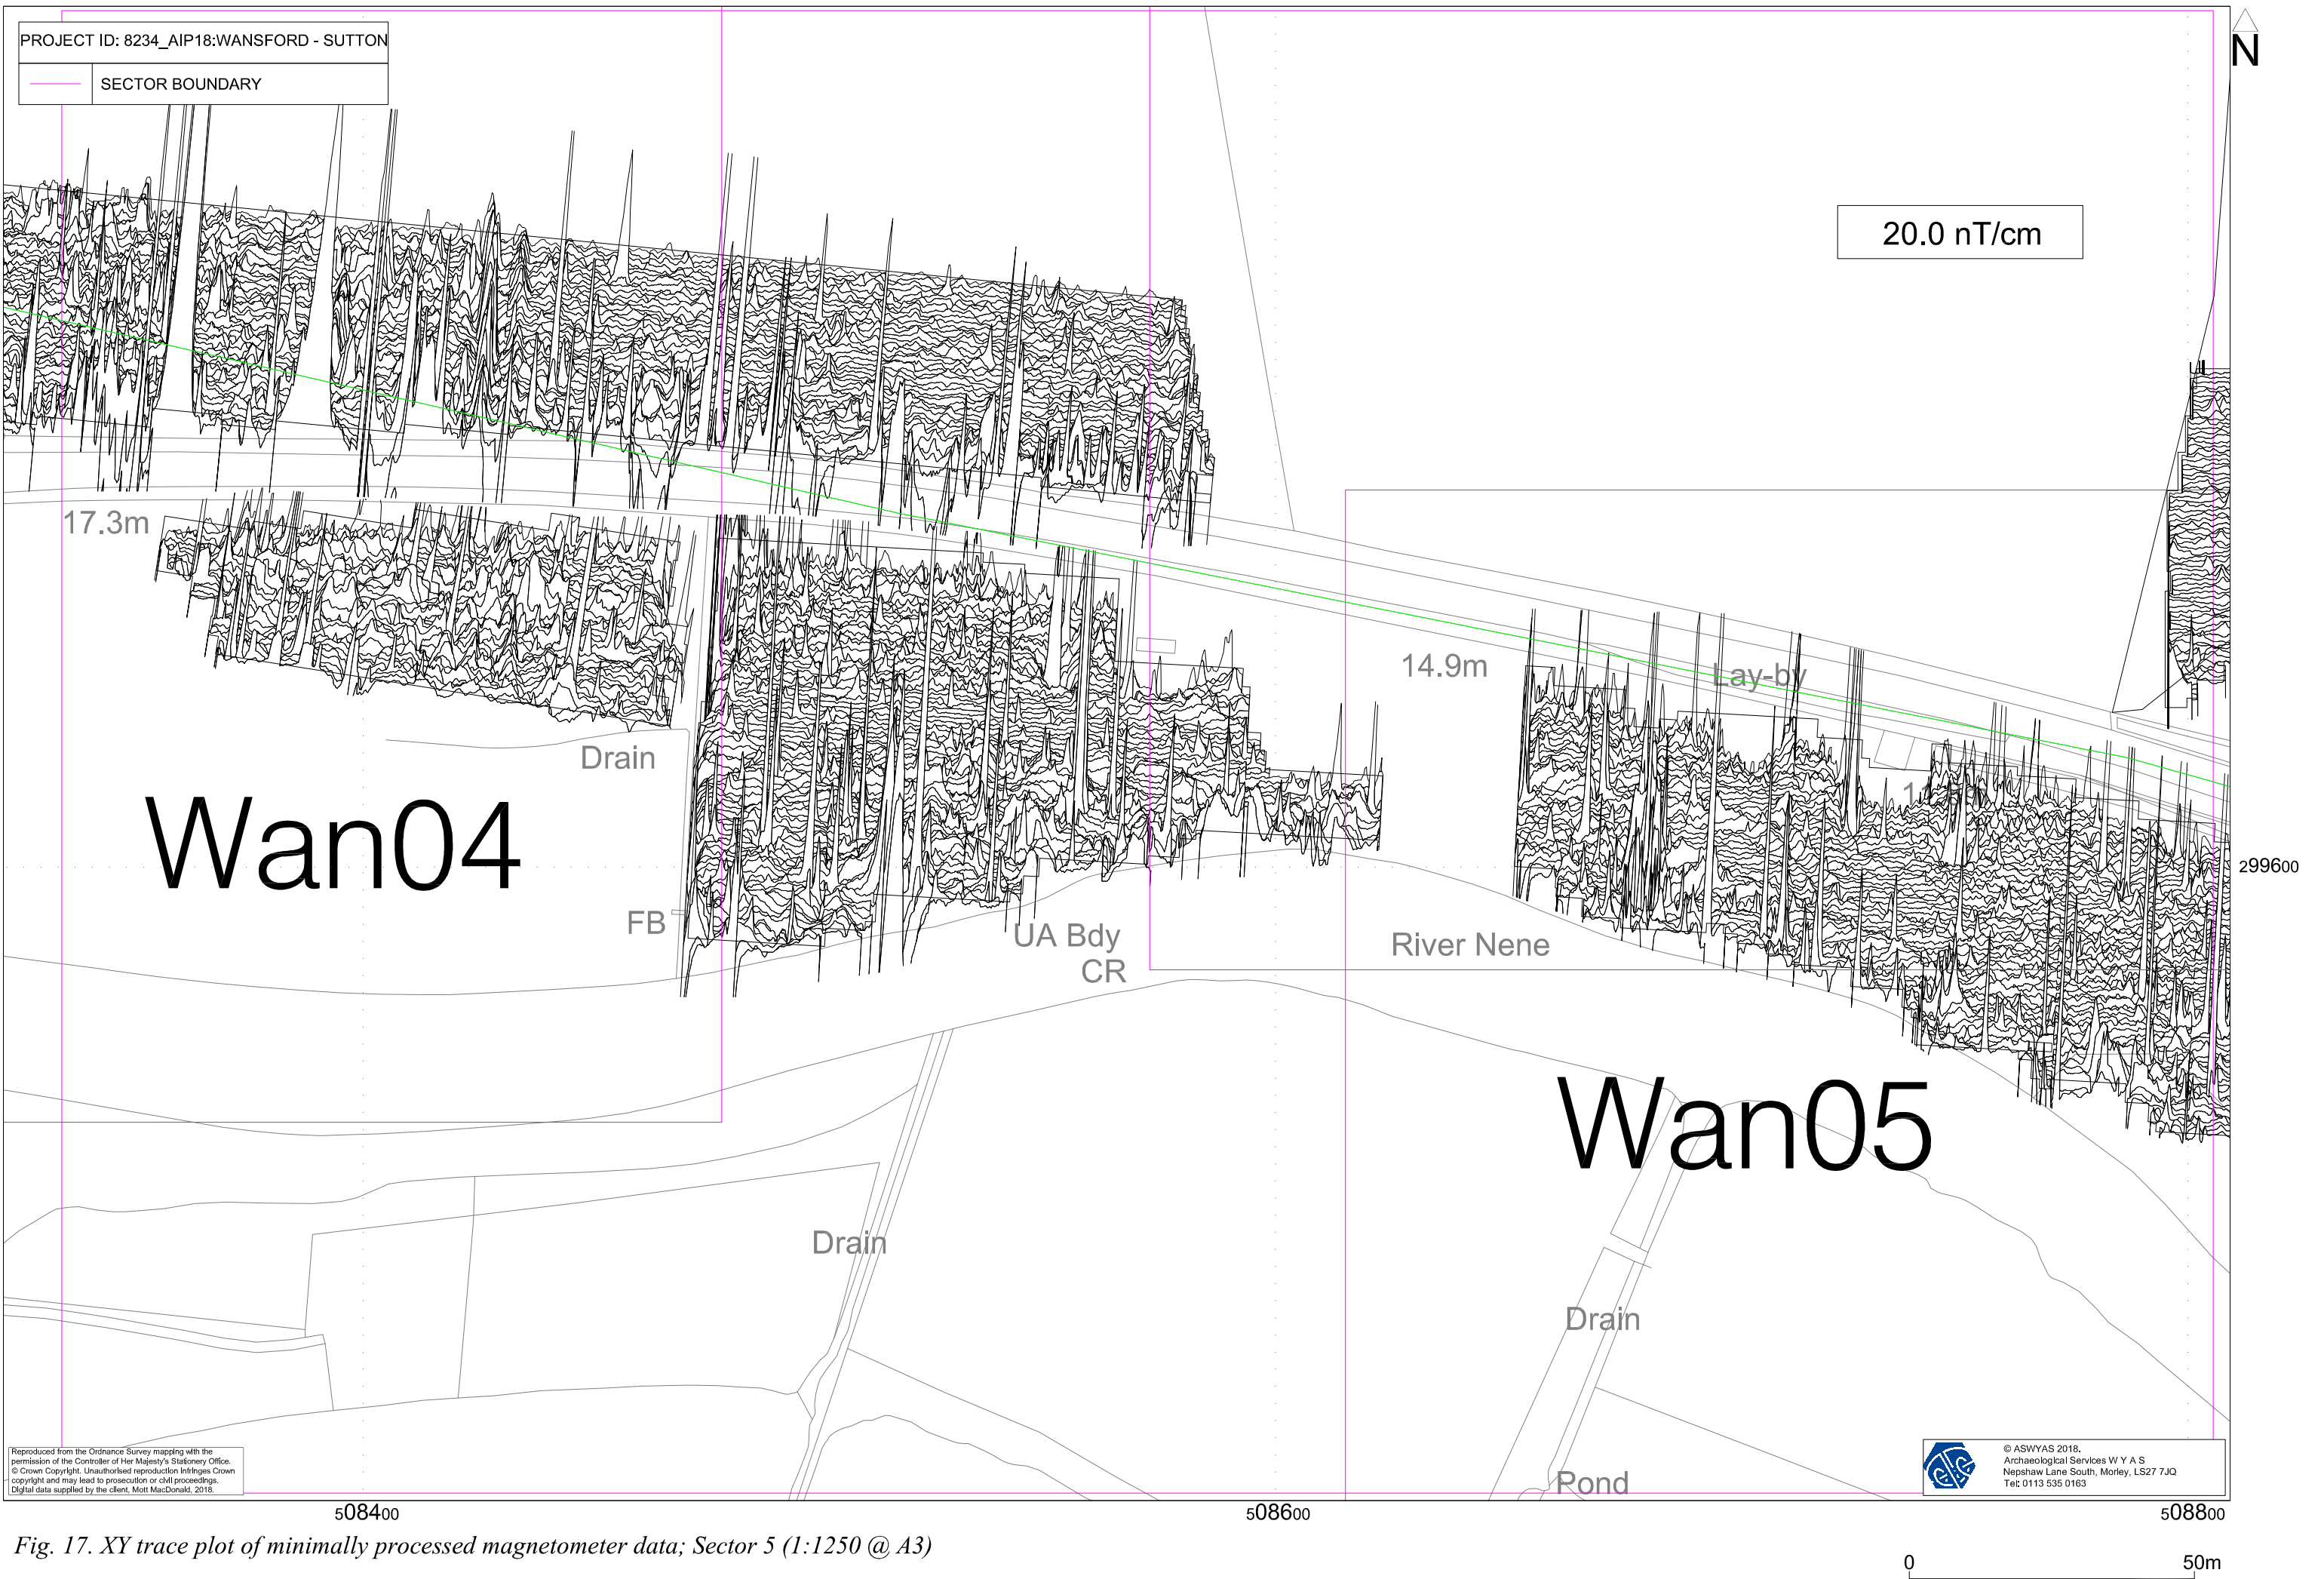 PROJECT ID: 8234_AIP18:WANSFORD - SUTTON
SECTOR BOUNDARY
N
20.0 nT/cm
17.3m
14.9m
Lay-by
Drain
Wan04
299600
FB
UA Bdy
CR
River Nene
Wan05
Drain
Drain
Pond
Reproduced from the Ordnance Survey mapping with the
permission of the Controller of Her Majesty's Stationery Office.
© Crown Copyright. Unauthorised reproduction infringes Crown
copyright and may lead to prosecution or civil proceedings.
Digital data supplied by the client, Mott MacDonald, 2018.
© ASWYAS 2018.
Archaeological Services W Y A S
Nepshaw Lane South, Morley, LS27 7JQ
Tel: 0113 535 0163
508400
508600
508800
Fig. 17. XY trace plot of minimally processed magnetometer data; Sector 5 (1:1250 @ A3)
0 50m